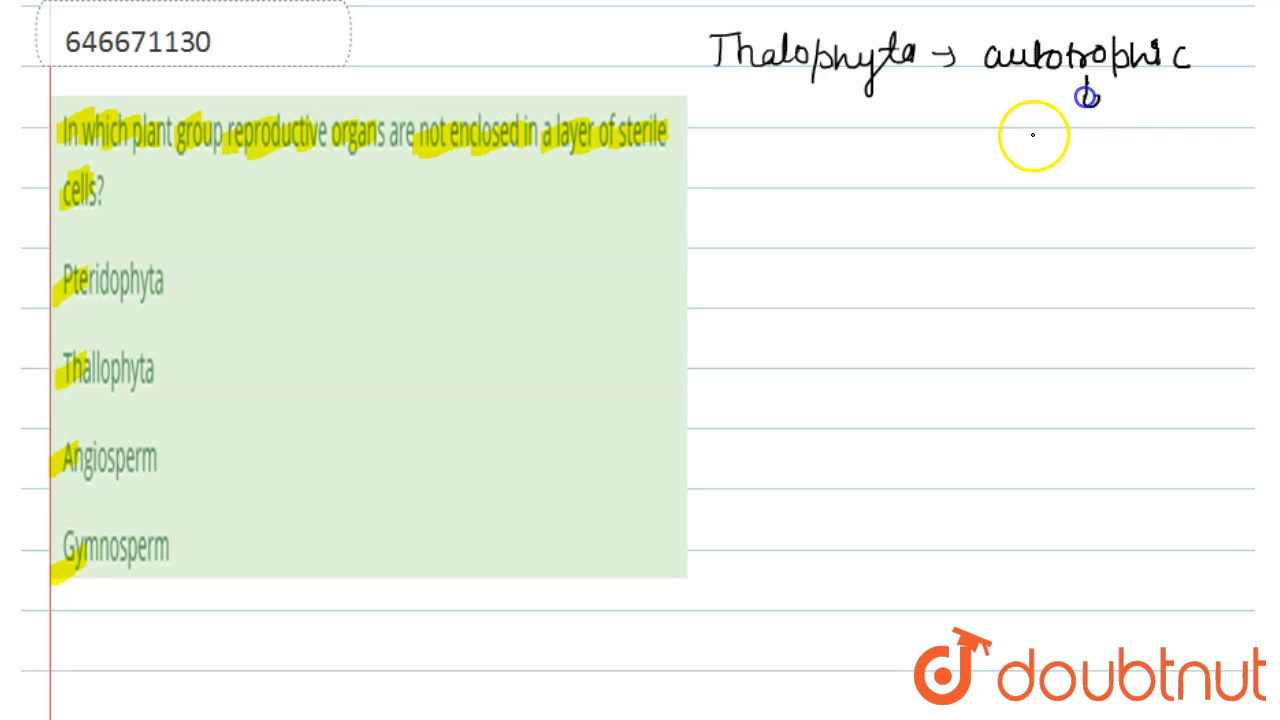 646671130
Thalophyta → autotrophic
In which plant group reproductive organs are not enclosed in a layer of sterile
cells?
Pteridophyta
Thallophyta
Angiosperm
Gymnosperm
doubtnut